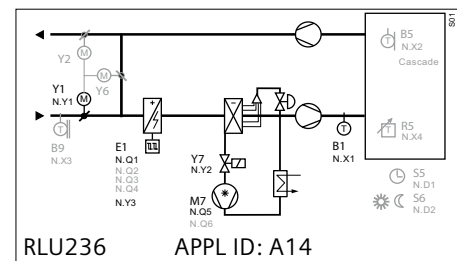 S01
B5
N.X2
Cascade
Y2
M
M
Y6
Y1
N.Y1
M
T
B9
N.X3
E1
N.Q1
N.Q2
N.Q3
N.Q4
N.Y3
Y7
N.Y2
M7
N.Q5
N.Q6
T
B1
N.X1
T
T
R5
N.X4
S5
N.D1
S6
N.D2
RLU236 APPL ID: A14